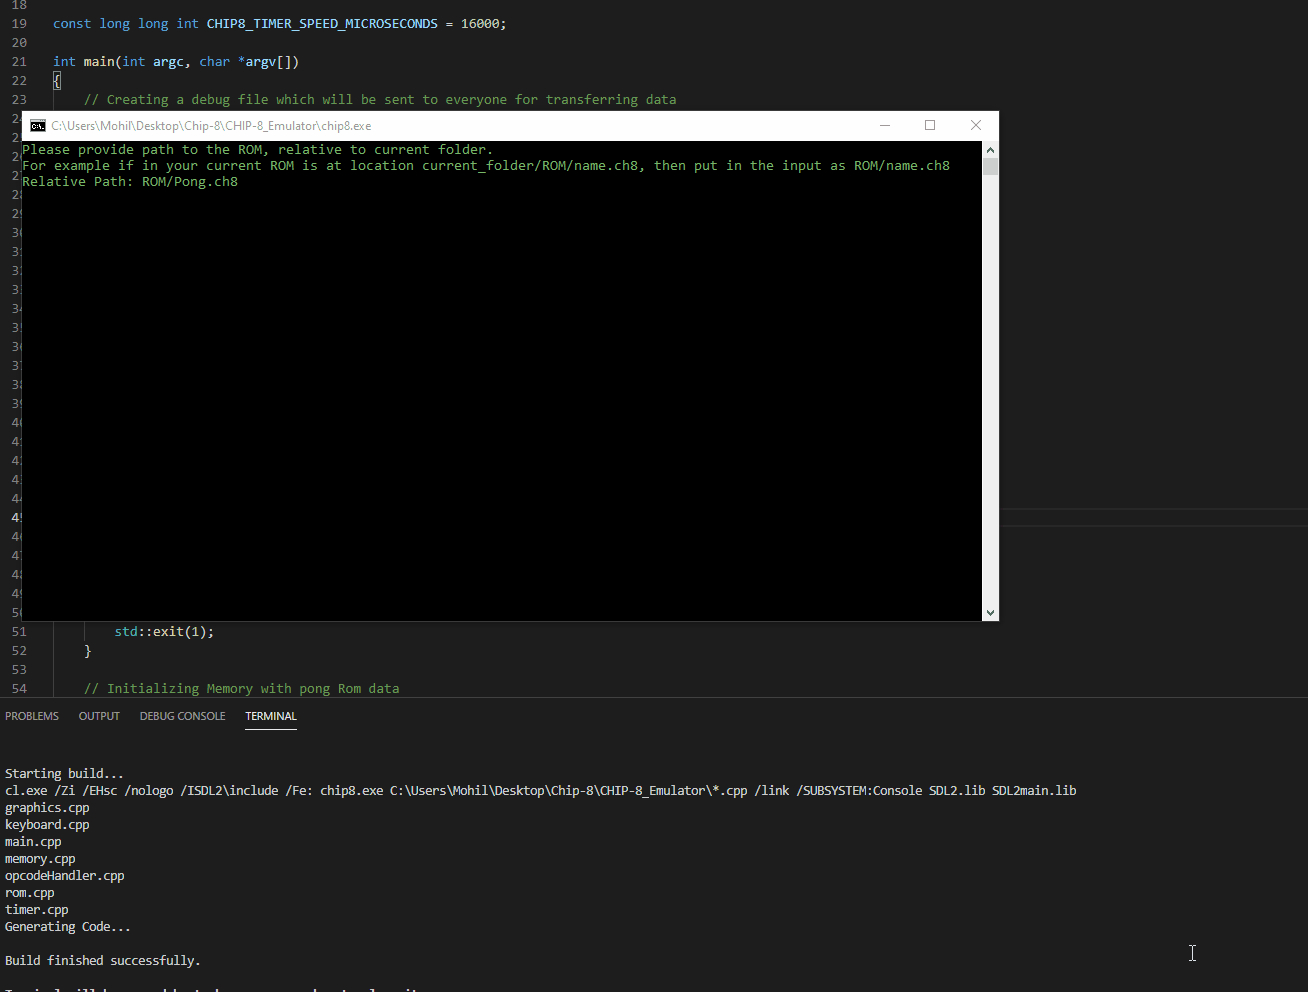 18
19 const long long int CHIP8_TIMER_SPEED_MICROSECONDS = 16000;
20
21 int main(int argc, char *argv[])
22 {
23 // Creating a debug file which will be sent to everyone for transferring data
C:\Users\Mohil\Desktop\Chip-8\CHIP-8_Emulator\chip8.exe
Please provide path to the ROM, relative to current folder.
For example if in your current ROM is at location current_folder/ROM/name.ch8, then put in the input as ROM/name.ch8
Relative Path: ROM/Pong.ch8
51 std::exit(1);
52 }
53
54 // Initializing Memory with pong Rom data
PROBLEMS OUTPUT DEBUG CONSOLE TERMINAL
Starting build...
cl.exe /Zi /EHsc /nologo /ISDL2\include /Fe: chip8.exe C:\Users\Mohil\Desktop\Chip-8\CHIP-8_Emulator\*.cpp /link /SUBSYSTEM:Console SDL2.lib SDL2main.lib
graphics.cpp
keyboard.cpp
main.cpp
memory.cpp
opcodeHandler.cpp
rom.cpp
timer.cpp
Generating Code...
Build finished successfully.